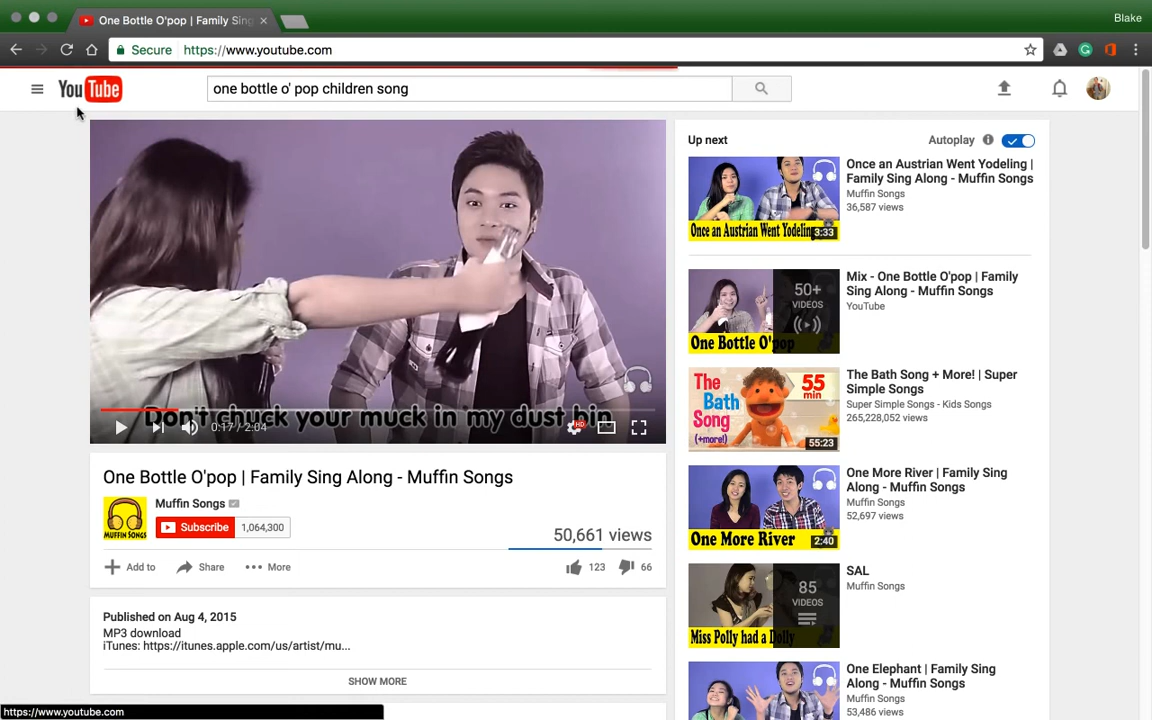 One Bottle O'pop | Family Sing
Blake
Secure https://www.youtube.com
YouTube
one bottle o' pop children song
Don't chuck your muck in my dust bin
0:17 / 2:04
HD
One Bottle O'pop | Family Sing Along - Muffin Songs
MUFFIN SONGS
Muffin Songs
Subscribe 1,064,300
50,661 views
Add to Share More 123 66
Published on Aug 4, 2015
MP3 download
iTunes: https://itunes.apple.com/us/artist/mu...
SHOW MORE
Up next Autoplay
Once an Austrian Went Yodeling
3:33
Once an Austrian Went Yodeling |
Family Sing Along - Muffin Songs
Muffin Songs
36,587 views
50+
VIDEOS
One Bottle O'pop
Mix - One Bottle O'pop | Family
Sing Along - Muffin Songs
YouTube
The
Bath
Song
(+more!)
55
min
55:23
The Bath Song + More! | Super
Simple Songs
Super Simple Songs - Kids Songs
265,228,052 views
One More River
2:40
One More River | Family Sing
Along - Muffin Songs
Muffin Songs
52,697 views
85
VIDEOS
Miss Polly had a Dolly
SAL
Muffin Songs
One Elephant | Family Sing
Along - Muffin Songs
Muffin Songs
53,486 views
https://www.youtube.com